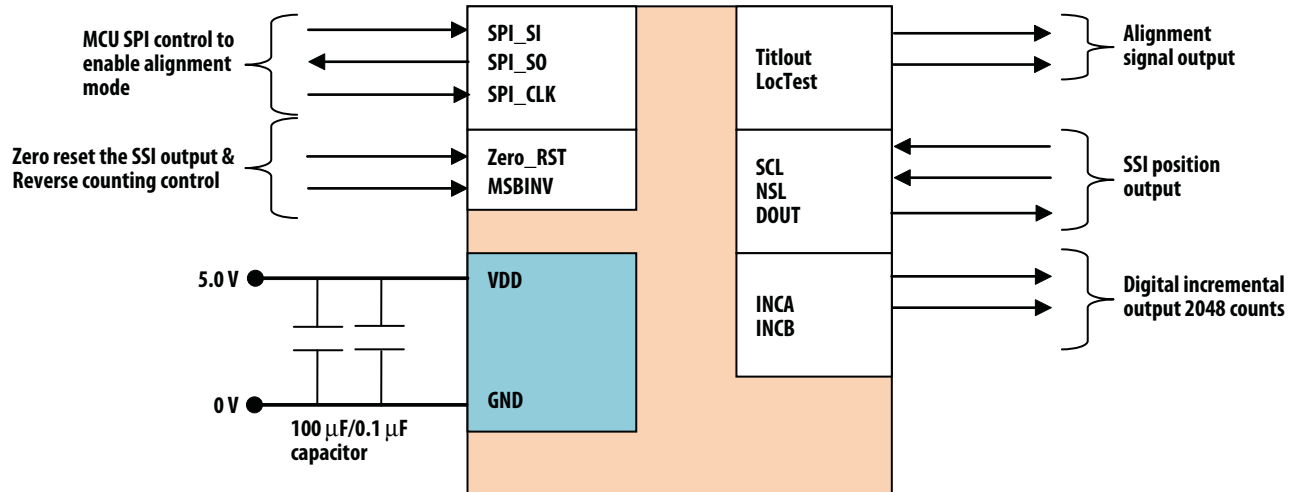 MCU SPI control to
enable alignment
mode
SPI_SI
SPI_SO
SPI_CLK
Zero reset the SSI output &
Reverse counting control
Zero_RST
MSBINV
5.0 V
VDD
0 V
GND
100 µF/0.1 µF
capacitor
Titlout
LocTest
Alignment
signal output
SCL
NSL
DOUT
SSI position
output
INCA
INCB
Digital incremental
output 2048 counts